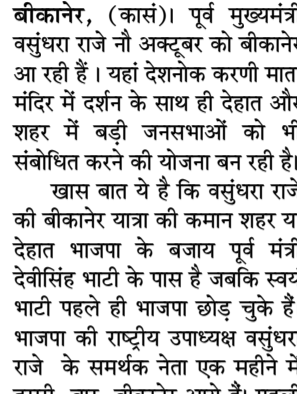 बीकानेर, (कासं)। पूर्व मुख्यमंत्री
वसुंधरा राजे नौ अक्टूबर को बीकानेर
आ रही हैं । यहां देशनोक करणी माता
मंदिर में दर्शन के साथ ही देहात और
शहर में बड़ी जनसभाओं को भी
संबोधित करने की योजना बन रही है।
खास बात ये है कि वसुंधरा राजे
की बीकानेर यात्रा की कमान शहर या
देहात भाजपा के बजाय पूर्व मंत्री
देवीसिंह भाटी के पास है जबकि स्वयं
भाटी पहले ही भाजपा छोड़ चुके हैं
भाजपा की राष्ट्रीय उपाध्यक्ष वसुंधरा
राजे के समर्थक नेता एक महीने में